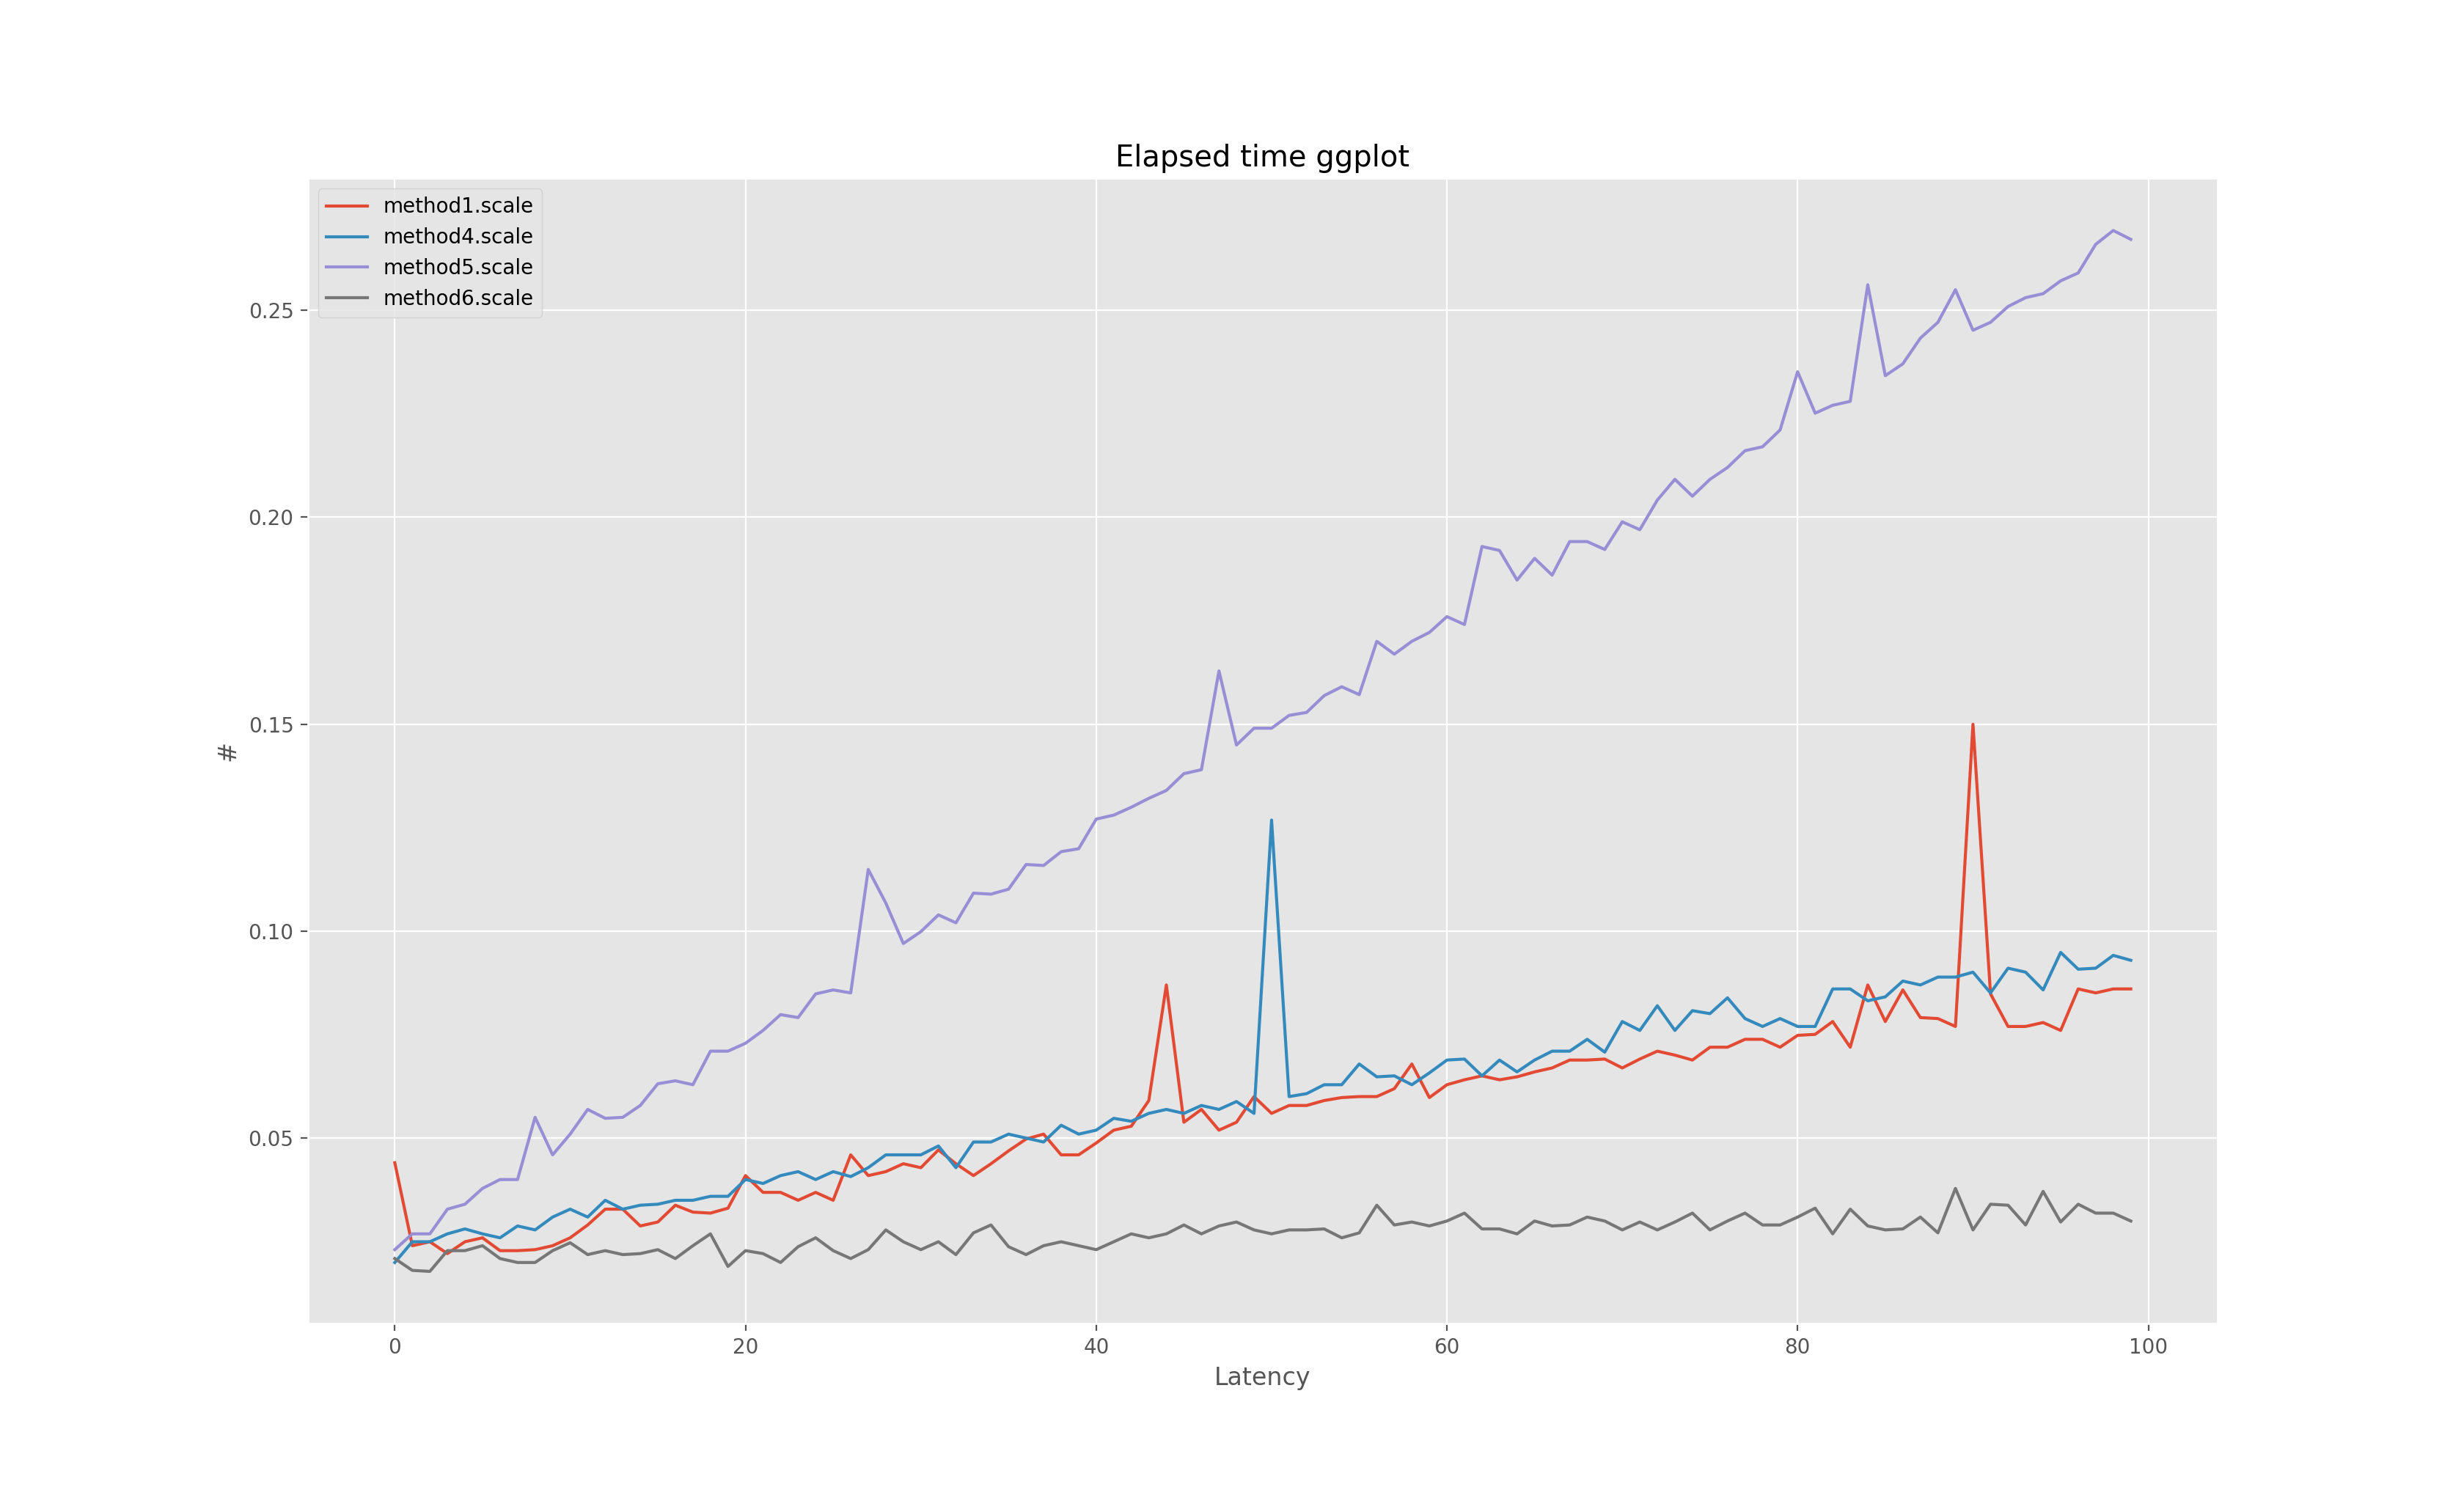 Elapsed time ggplot
method1.scale
method4.scale
method5.scale
method6.scale
0.25
0.20
0.15
0.10
0.05
#
0 20 40 60 80 100
Latency